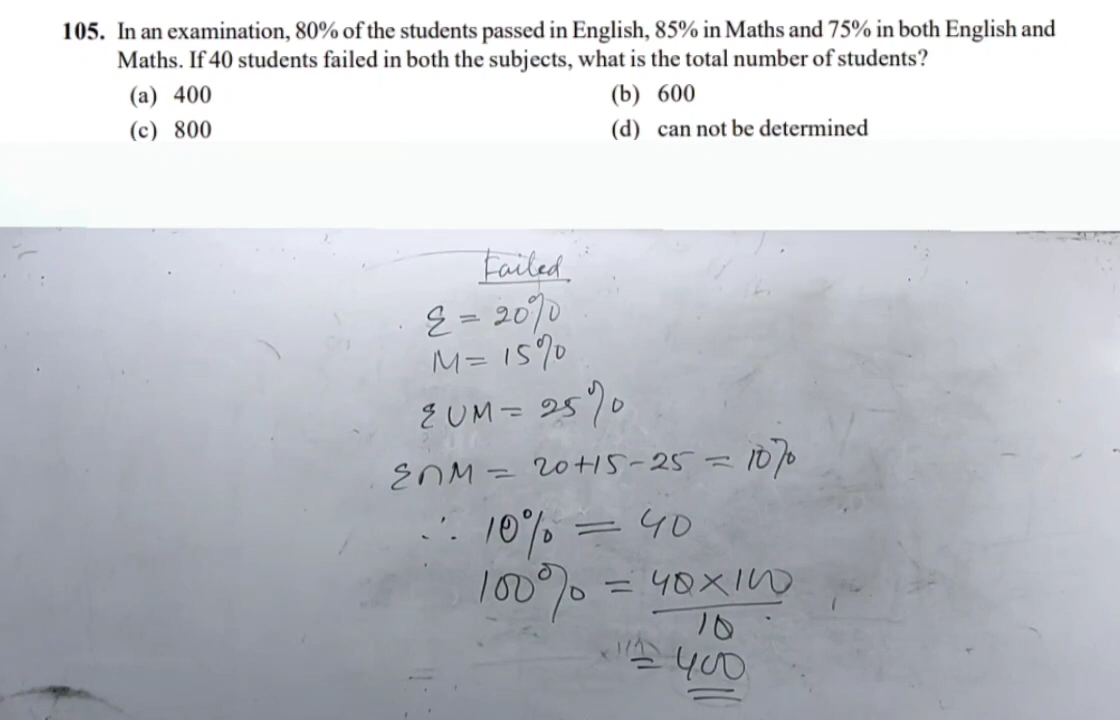 105. In an examination, 80% of the students passed in English, 85% in Maths and 75% in both English and
Maths. If 40 students failed in both the subjects, what is the total number of students?
(a) 400 (b) 600
(c) 800 (d) can not be determined
Failed
E = 20%
M = 15%
E∪M = 25%
E∩M = 20+15-25 = 10%
∴ 10% = 40
100% = 40×100
10
= 400